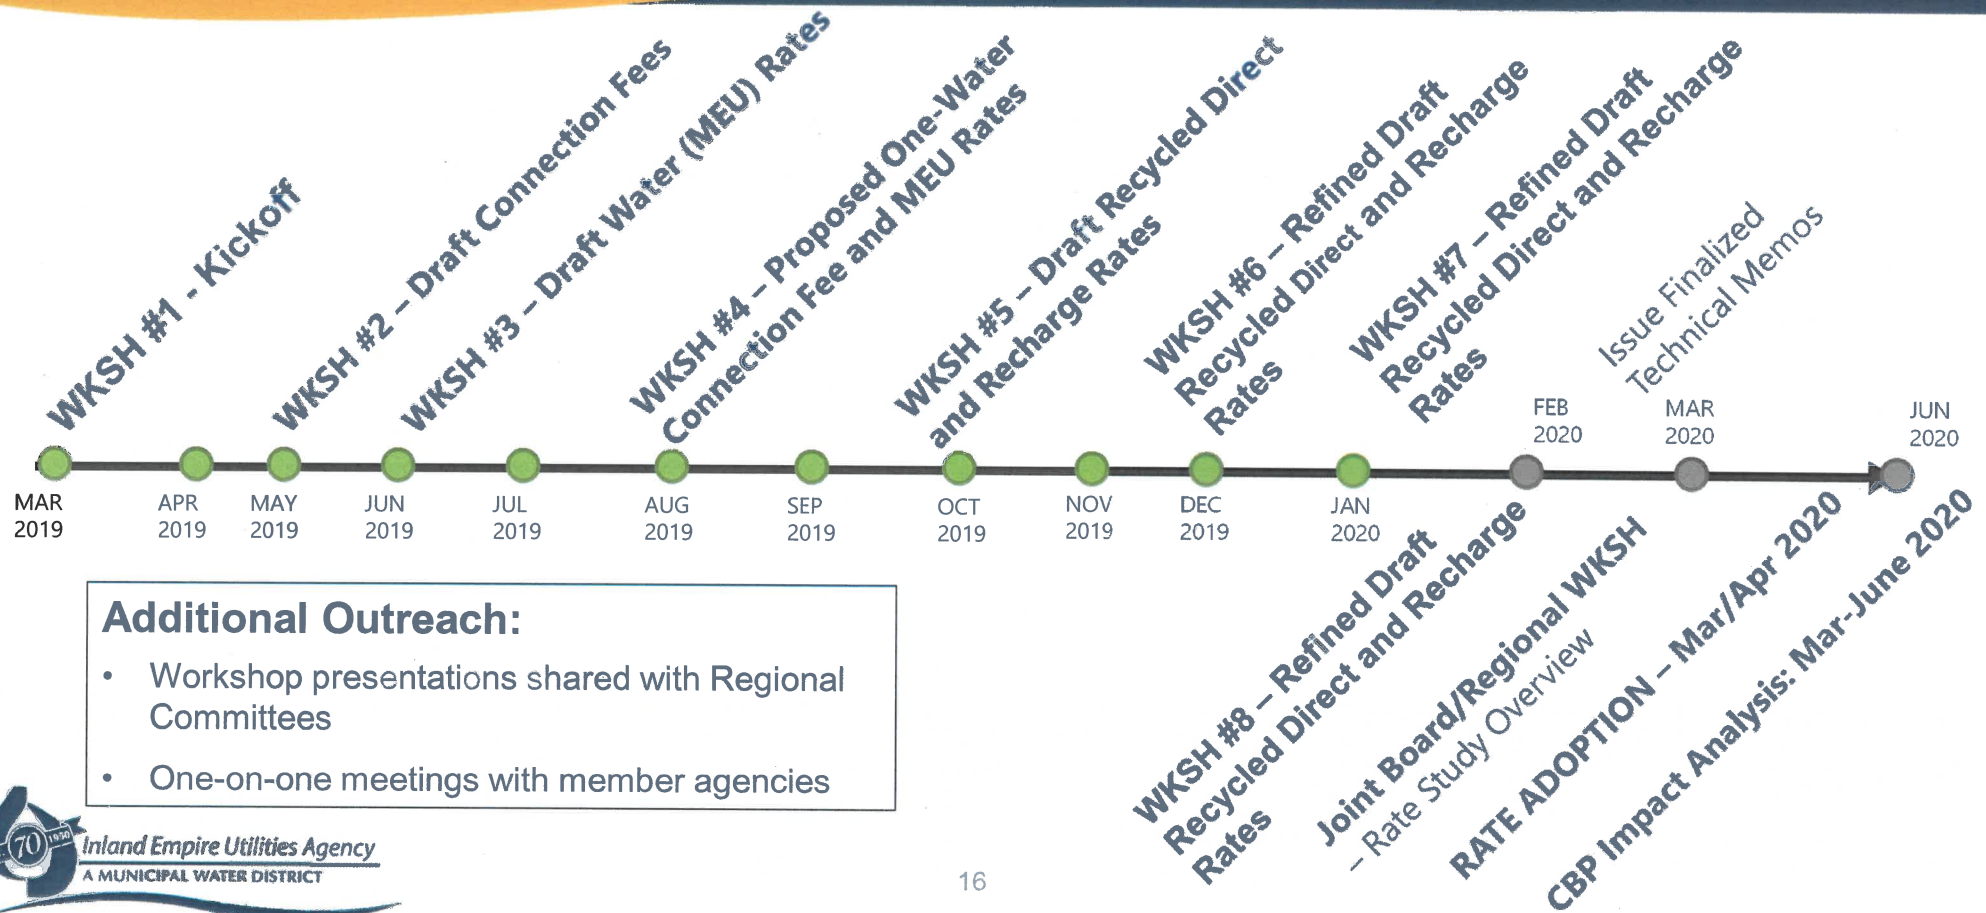 WKSH #1 - Kickoff
WKSH #2 – Draft Connection Fees
WKSH #3 – Draft Water (MEU) Rates
WKSH #4 – Proposed One-Water
Connection Fee and MEU Rates
WKSH #5 – Draft Recycled Direct
and Recharge Rates
WKSH #6 – Refined Draft
Recycled Direct and Recharge
Rates
WKSH #7 – Refined Draft
Recycled Direct and Recharge
Rates
Issue Finalized
Technical Memos
FEB
2020
MAR
2020
JUN
2020
MAR
2019
APR
2019
MAY
2019
JUN
2019
JUL
2019
AUG
2019
SEP
2019
OCT
2019
NOV
2019
DEC
2019
JAN
2020
WKSH #8 – Refined Draft
Recycled Direct and Recharge
Rates
Joint Board/Regional WKSH
– Rate Study Overview
RATE ADOPTION – Mar/Apr 2020
CBP Impact Analysis: Mar-June 2020
Additional Outreach:
• Workshop presentations shared with Regional
Committees
• One-on-one meetings with member agencies
70
1950
Inland Empire Utilities Agency
A MUNICIPAL WATER DISTRICT
16